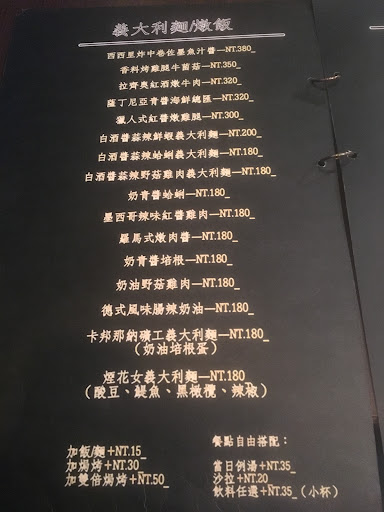 義大利麵/燉飯
西西里炸中卷佐墨魚汁醬—NT.380_
香料烤雞腿牛菌菇—NT.350_
拉齊奧紅酒燉牛肉—NT.320_
薩丁尼亞青醬海鮮總匯—NT.320_
獵人式紅醬燉雞腿—NT.300_
白酒醬蒜辣鮮蝦義大利麵—NT.200_
白酒醬蒜辣蛤蜊義大利麵—NT.180_
白酒醬蒜辣野菇雞肉義大利麵—NT.180_
奶青醬蛤蜊—NT.180_
墨西哥辣味紅醬雞肉—NT.180_
羅馬式燉肉醬—NT.180_
奶青醬培根—NT.180_
奶油野菇雞肉—NT.180_
德式風味腸辣奶油—NT.180_
卡邦那納礦工義大利麵—NT.180_
(奶油培根蛋)
煙花女義大利麵—NT.180_
(酸豆、鯷魚、黑橄欖、辣椒)
加飯/麵+NT.15_
加焗烤+NT.30_
加雙倍焗烤+NT.50_
餐點自由搭配：
當日例湯+NT.35_
沙拉+NT.20_
飲料任選+NT.35_(小杯)